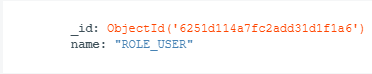 _id: ObjectId('6251d114a7fc2add31d1f1a6')
name: "ROLE_USER"